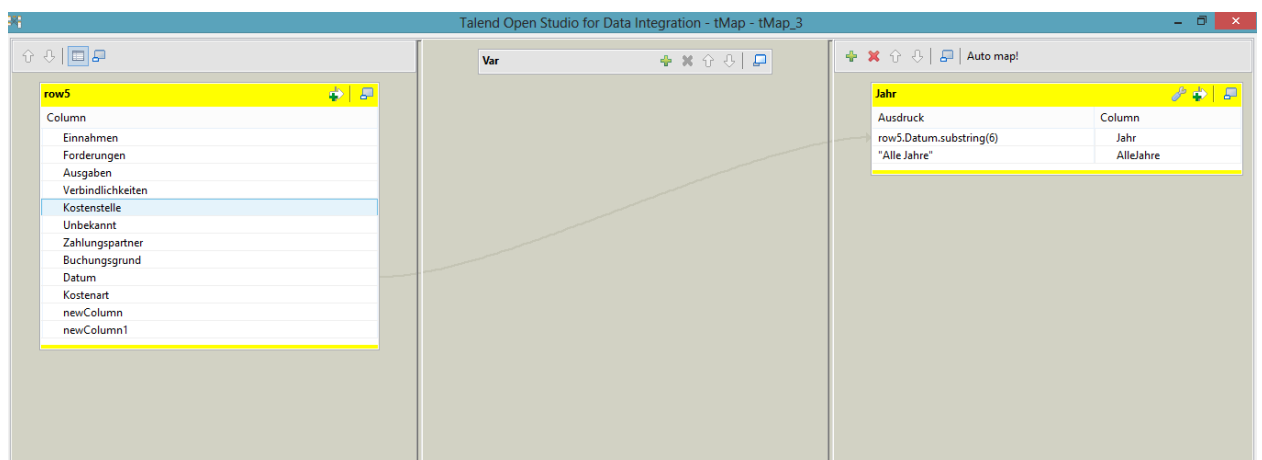 Talend Open Studio for Data Integration - tMap - tMap_3
Var
Auto map!
row5
Column
Einnahmen
Forderungen
Ausgaben
Verbindlichkeiten
Kostenstelle
Unbekannt
Zahlungspartner
Buchungsgrund
Datum
Kostenart
newColumn
newColumn1
Jahr
Ausdruck Column
row5.Datum.substring(6) Jahr
"Alle Jahre" AlleJahre